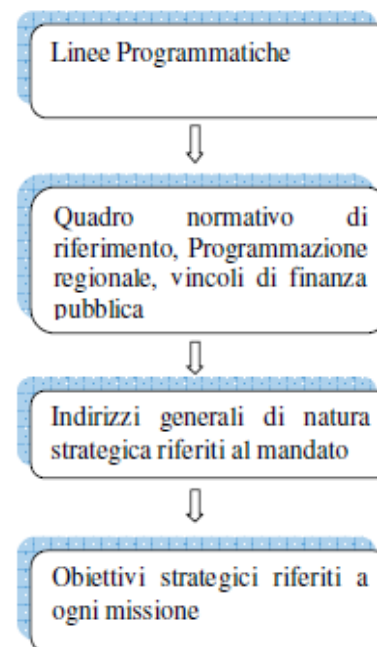 Linee Programmatiche
Quadro normativo di
riferimento, Programmazione
regionale, vincoli di finanza
pubblica
Indirizzi generali di natura
strategica riferiti al mandato
Obiettivi strategici riferiti a
ogni missione